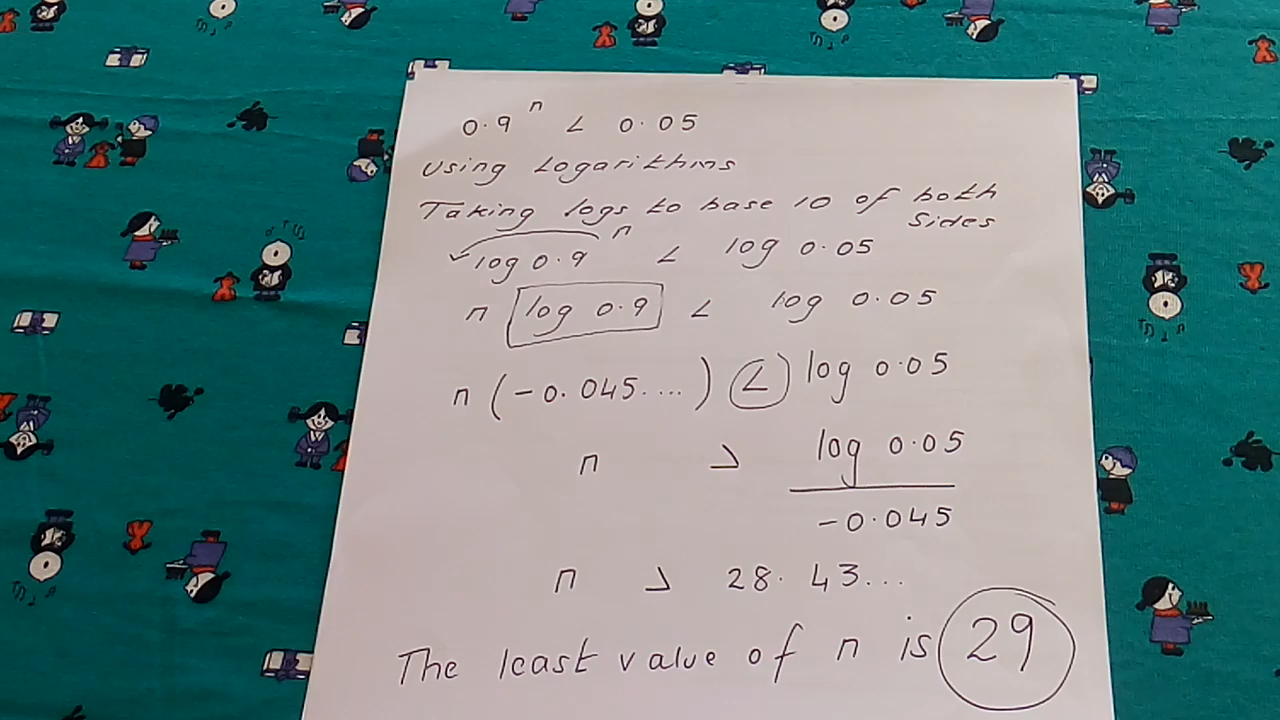 0.9ⁿ < 0.05
Using Logarithms
Taking logs to base 10 of both sides
log 0.9ⁿ < log 0.05
n log 0.9 < log 0.05
n (-0.045....) < log 0.05
n > log 0.05
-0.045
n > 28.43...
The least value of n is 29